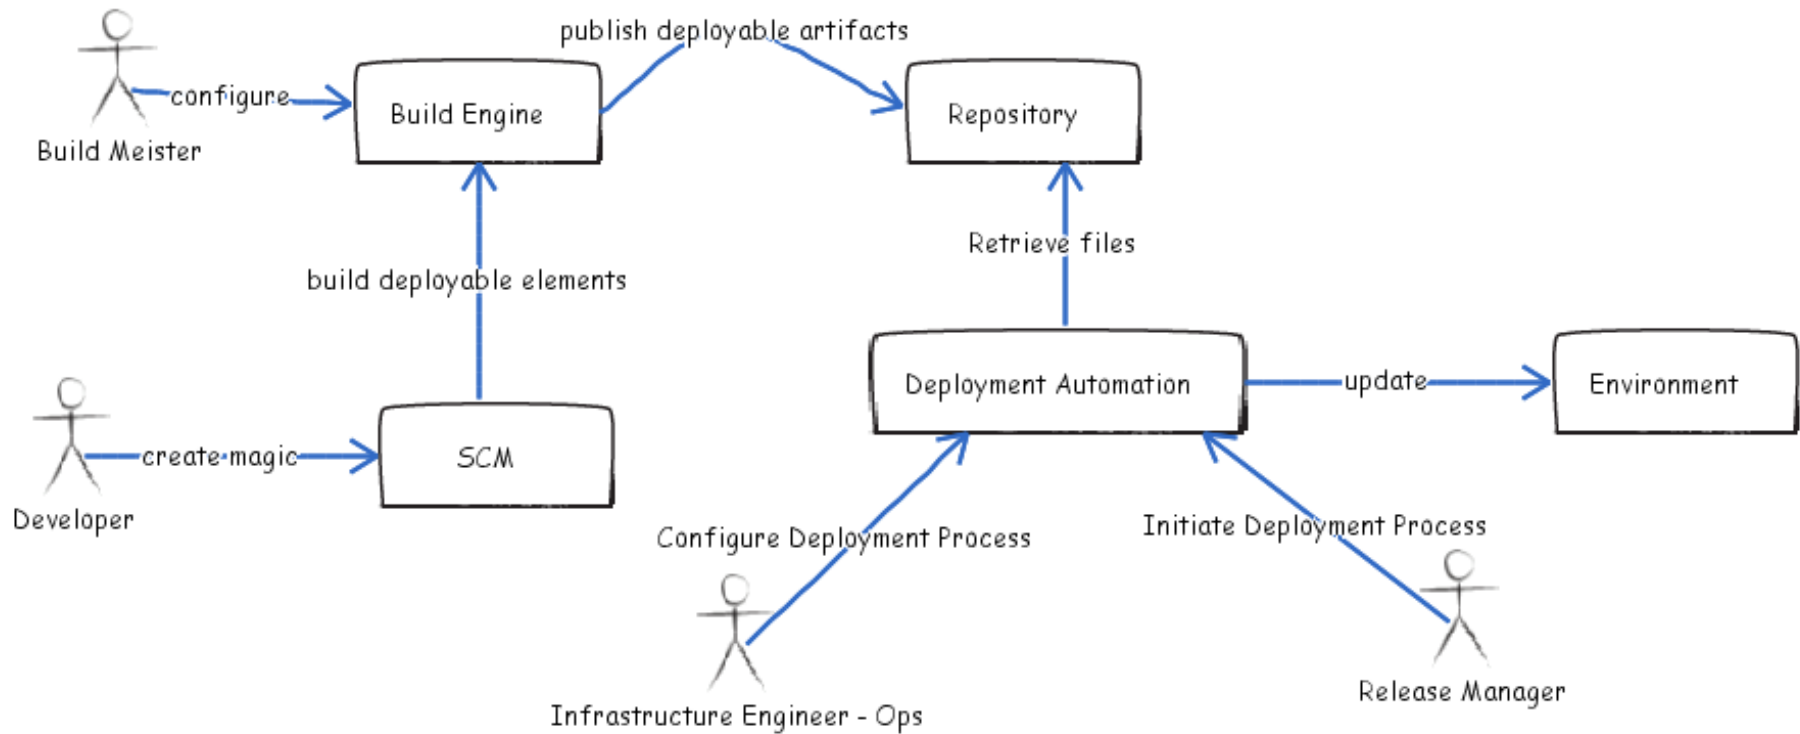 publish deployable artifacts
configure
Build Engine
Repository
Build Meister
Retrieve files
build deployable elements
Deployment Automation
update
Environment
create magic
SCM
Developer
Configure Deployment Process
Initiate Deployment Process
Release Manager
Infrastructure Engineer - Ops